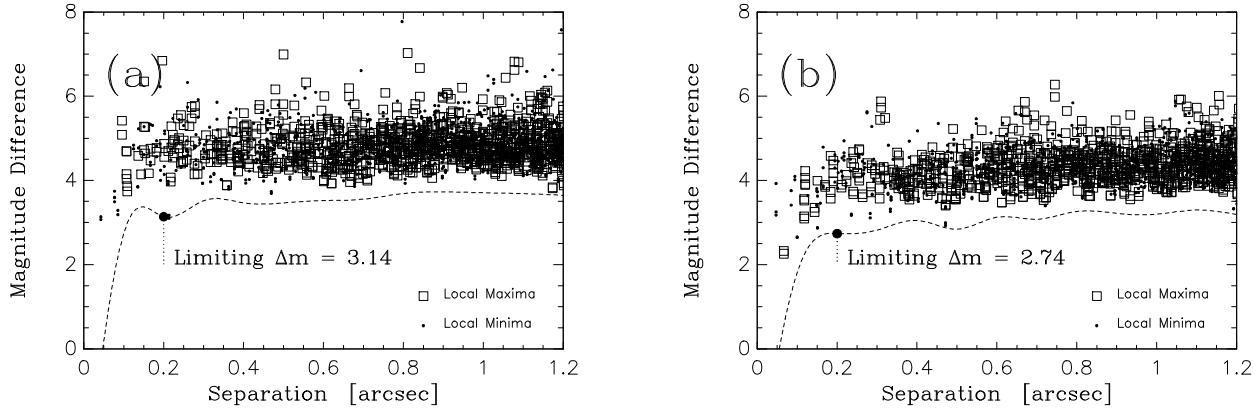 8
6
4
2
0
Magnitude Difference
(a)
Limiting Δm = 3.14
Local Maxima
Local Minima
0 0.2 0.4 0.6 0.8 1 1.2
Separation [arcsec]
8
6
4
2
0
Magnitude Difference
(b)
Limiting Δm = 2.74
Local Maxima
Local Minima
0 0.2 0.4 0.6 0.8 1 1.2
Separation [arcsec]